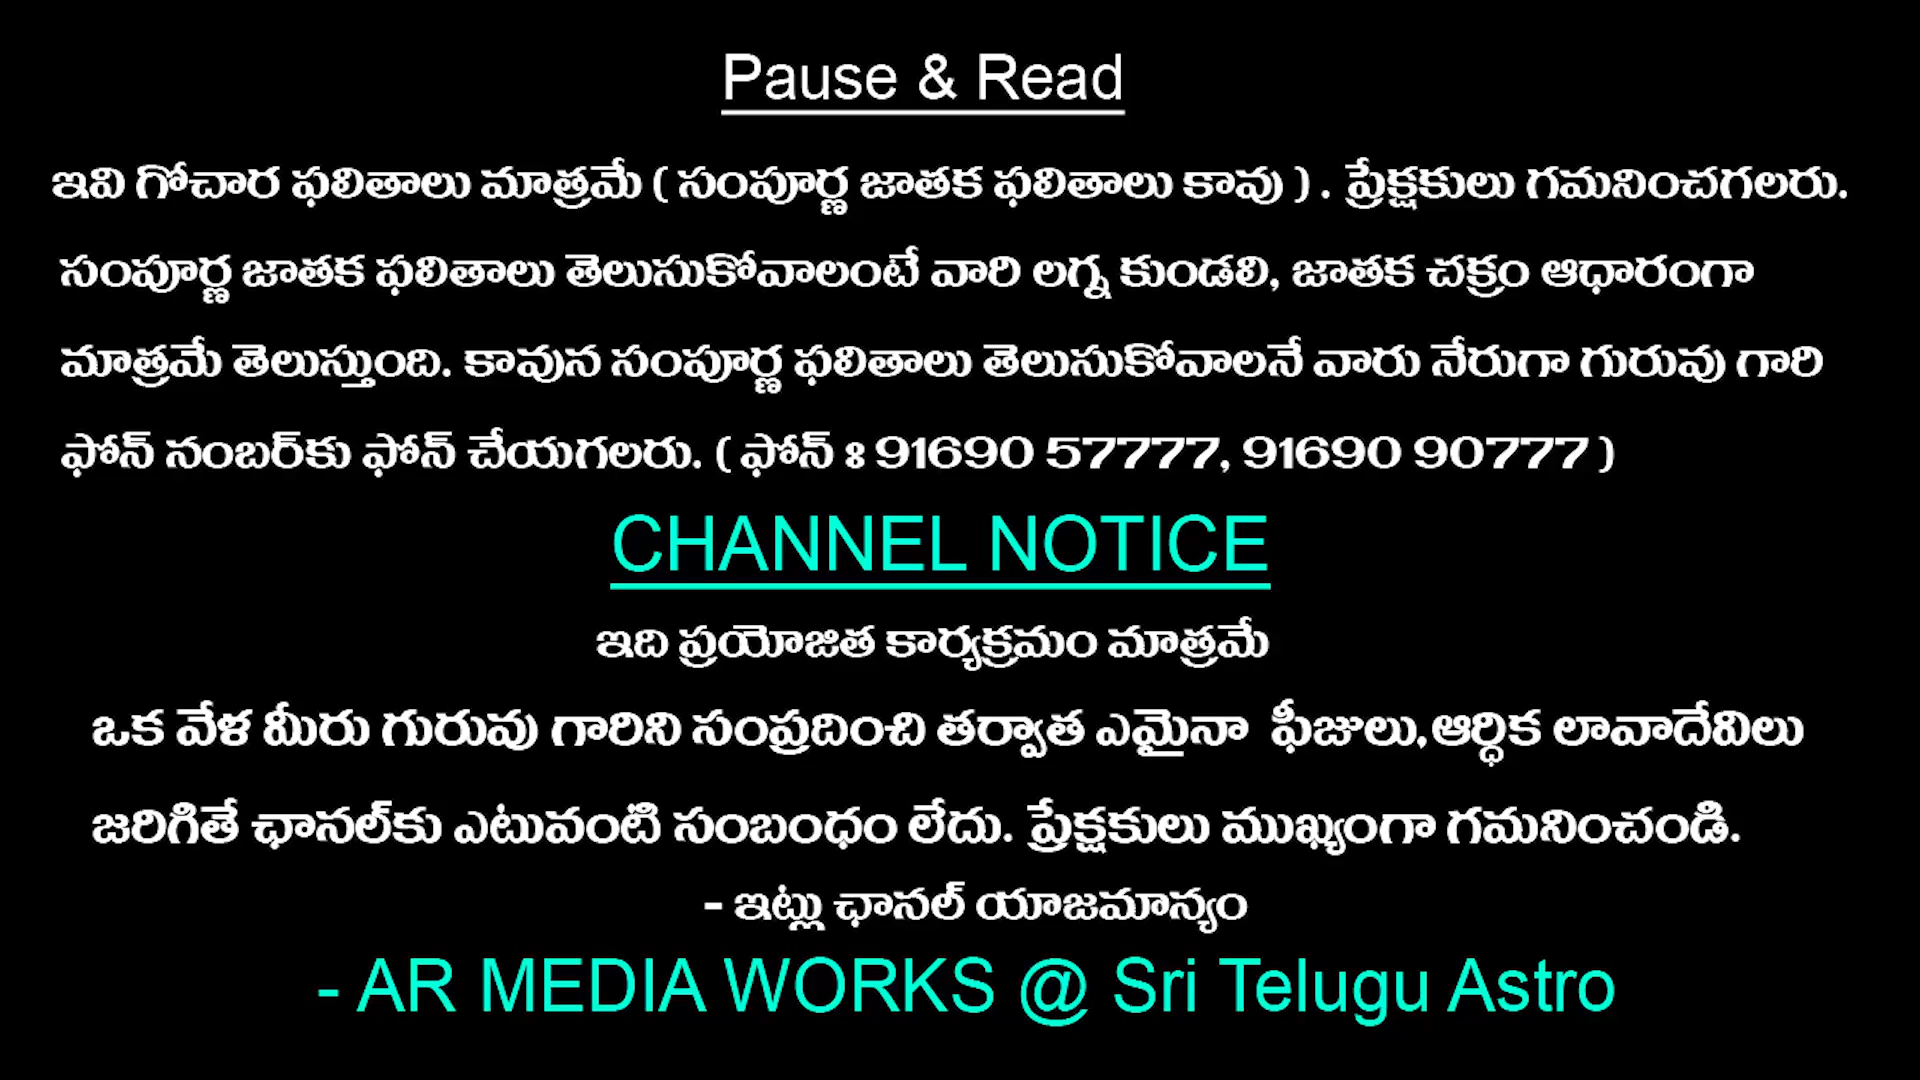 Pause & Read
ఇవి గోచార ఫలితాలు మాత్రమే ( సంపూర్ణ జాతక ఫలితాలు కావు ) . ప్రేక్షకులు గమనించగలరు.
సంపూర్ణ జాతక ఫలితాలు తెలుసుకోవాలంటే వారి లగ్న కుండలి, జాతక చక్రం ఆధారంగా
మాత్రమే తెలుస్తుంది. కావున సంపూర్ణ ఫలితాలు తెలుసుకోవాలనే వారు నేరుగా గురువు గారి
ఫోన్ నంబర్‌కు ఫోన్ చేయగలరు. ( ఫోన్ ః 91690 57777, 91690 90777 )
CHANNEL NOTICE
ఇది ప్రయోజిత కార్యక్రమం మాత్రమే
ఒక వేళ మీరు గురువు గారిని సంప్రదించి తర్వాత ఎమైనా ఫీజులు,ఆర్ధిక లావాదేవిలు
జరిగితే ఛానల్‌కు ఎటువంటి సంబంధం లేదు. ప్రేక్షకులు ముఖ్యంగా గమనించండి.
- ఇట్లు ఛానల్ యాజమాన్యం
- AR MEDIA WORKS @ Sri Telugu Astro